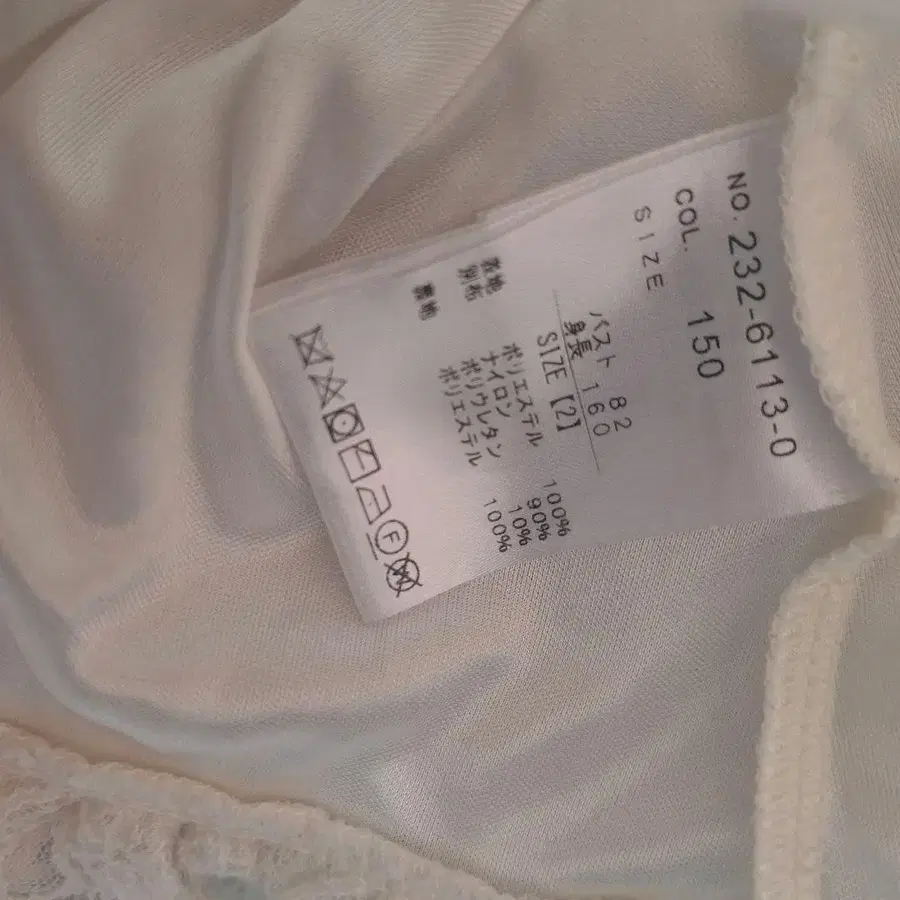 NO. 232-6113-0
COL. 150
SIZE
バスト 82
身長 160
SIZE【2】
表地 ポリエステル 100%
別布 ナイロン 90%
ポリウレタン 10%
裏地 ポリエステル 100%
F
W